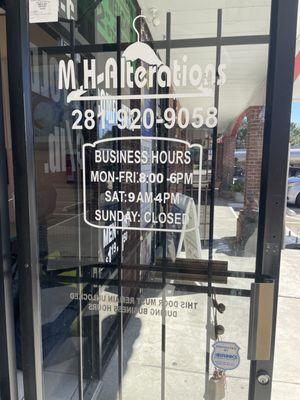 M H-Alterations
281-920-9058
BUSINESS HOURS
MON-FRI:8:00 -6PM
SAT:9AM-4PM
SUNDAY: CLOSED
THIS DOOR MUST REMAIN UNLOCKED
DURING BUSINESS HOURS